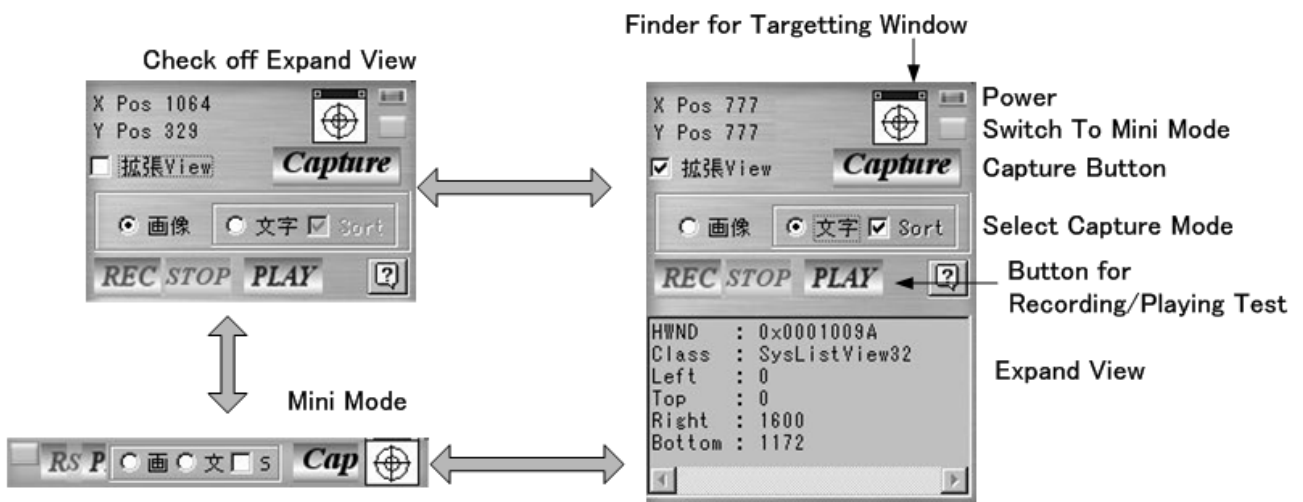 Finder for Targetting Window
Check off Expand View
X Pos 1064
Y Pos 329
拡張View
Capture
画像 文字 Sort
REC STOP PLAY
?
X Pos 777
Y Pos 777
拡張View
Capture
画像 文字 Sort
REC STOP PLAY
?
HWND : 0x0001009A
Class : SysListView32
Left : 0
Top : 0
Right : 1600
Bottom : 1172
Power
Switch To Mini Mode
Capture Button
Select Capture Mode
Button for
Recording/Playing Test
Expand View
Mini Mode
RS P 画 文 S Cap